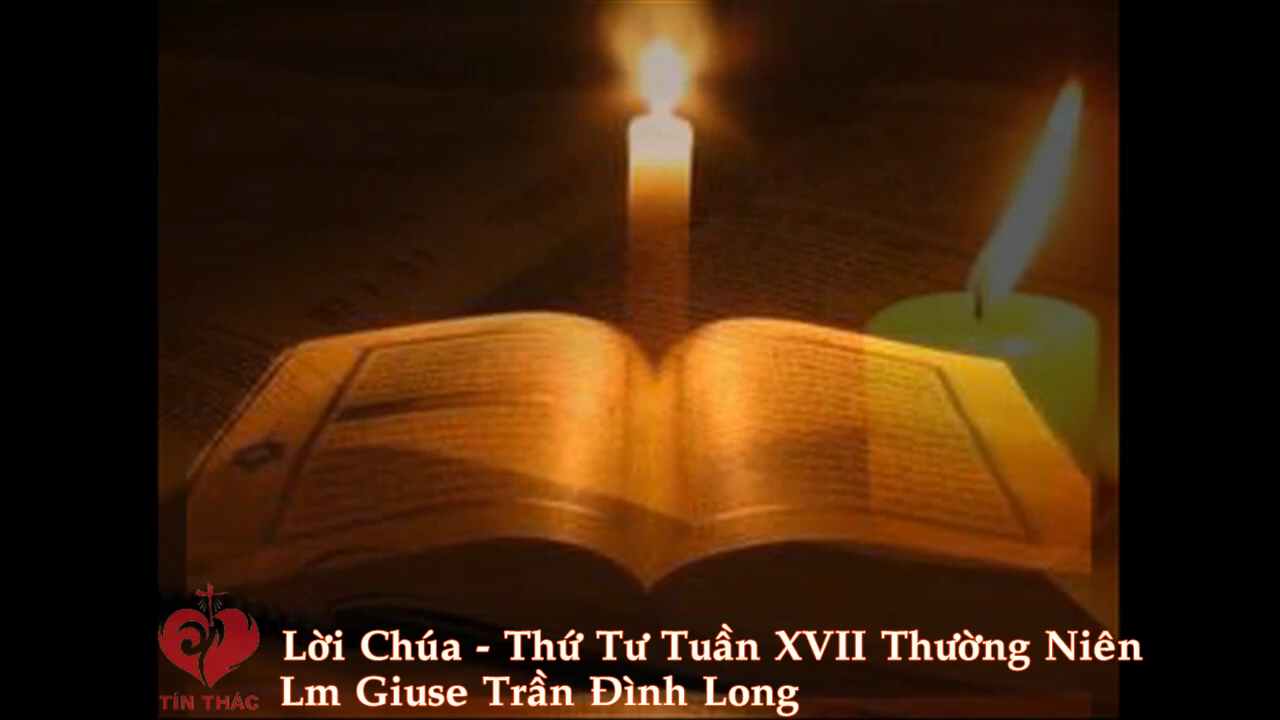 Lời Chúa - Thứ Tư Tuần XVII Thường Niên
Lm Giuse Trần Đình Long
TÍN THÁC